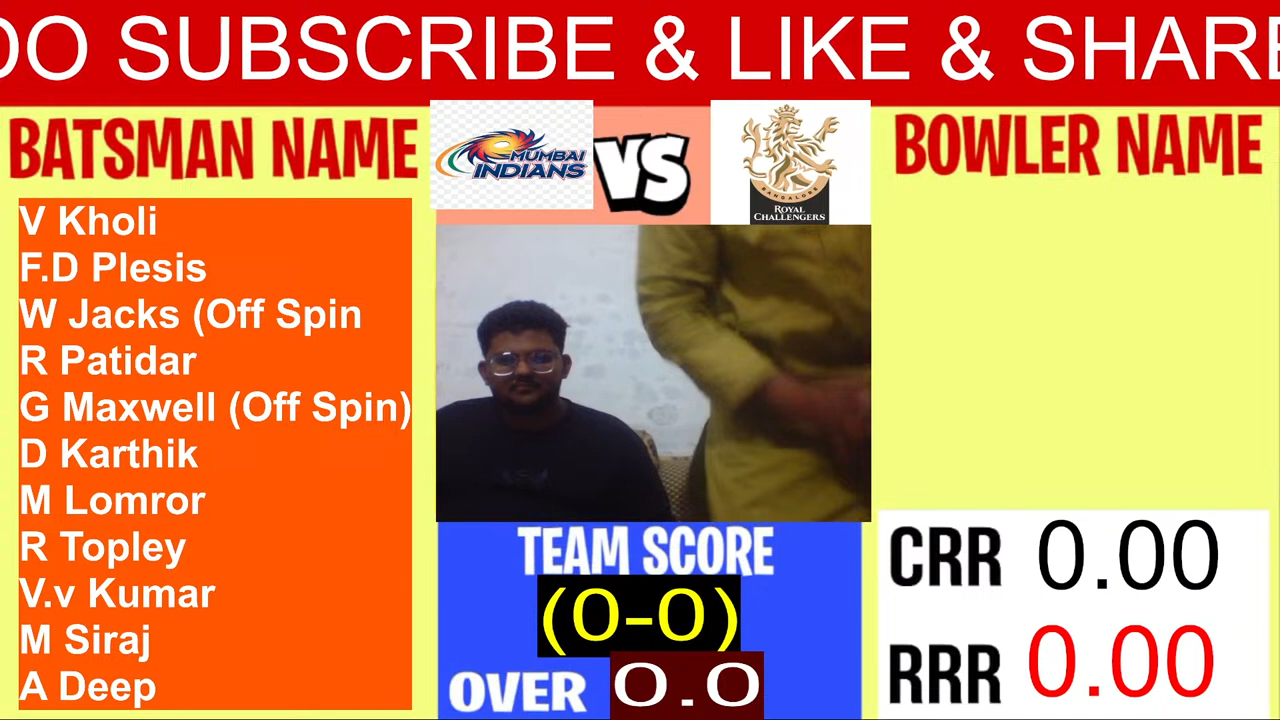 DO SUBSCRIBE & LIKE & SHARE
BATSMAN NAME
MUMBAI
INDIANS
VS
BANGALORE
ROYAL
CHALLENGERS
BOWLER NAME
V Kholi
F.D Plesis
W Jacks (Off Spin
R Patidar
G Maxwell (Off Spin)
D Karthik
M Lomror
R Topley
V.v Kumar
M Siraj
A Deep
TEAM SCORE
(0-0)
OVER 0.0
CRR 0.00
RRR 0.00